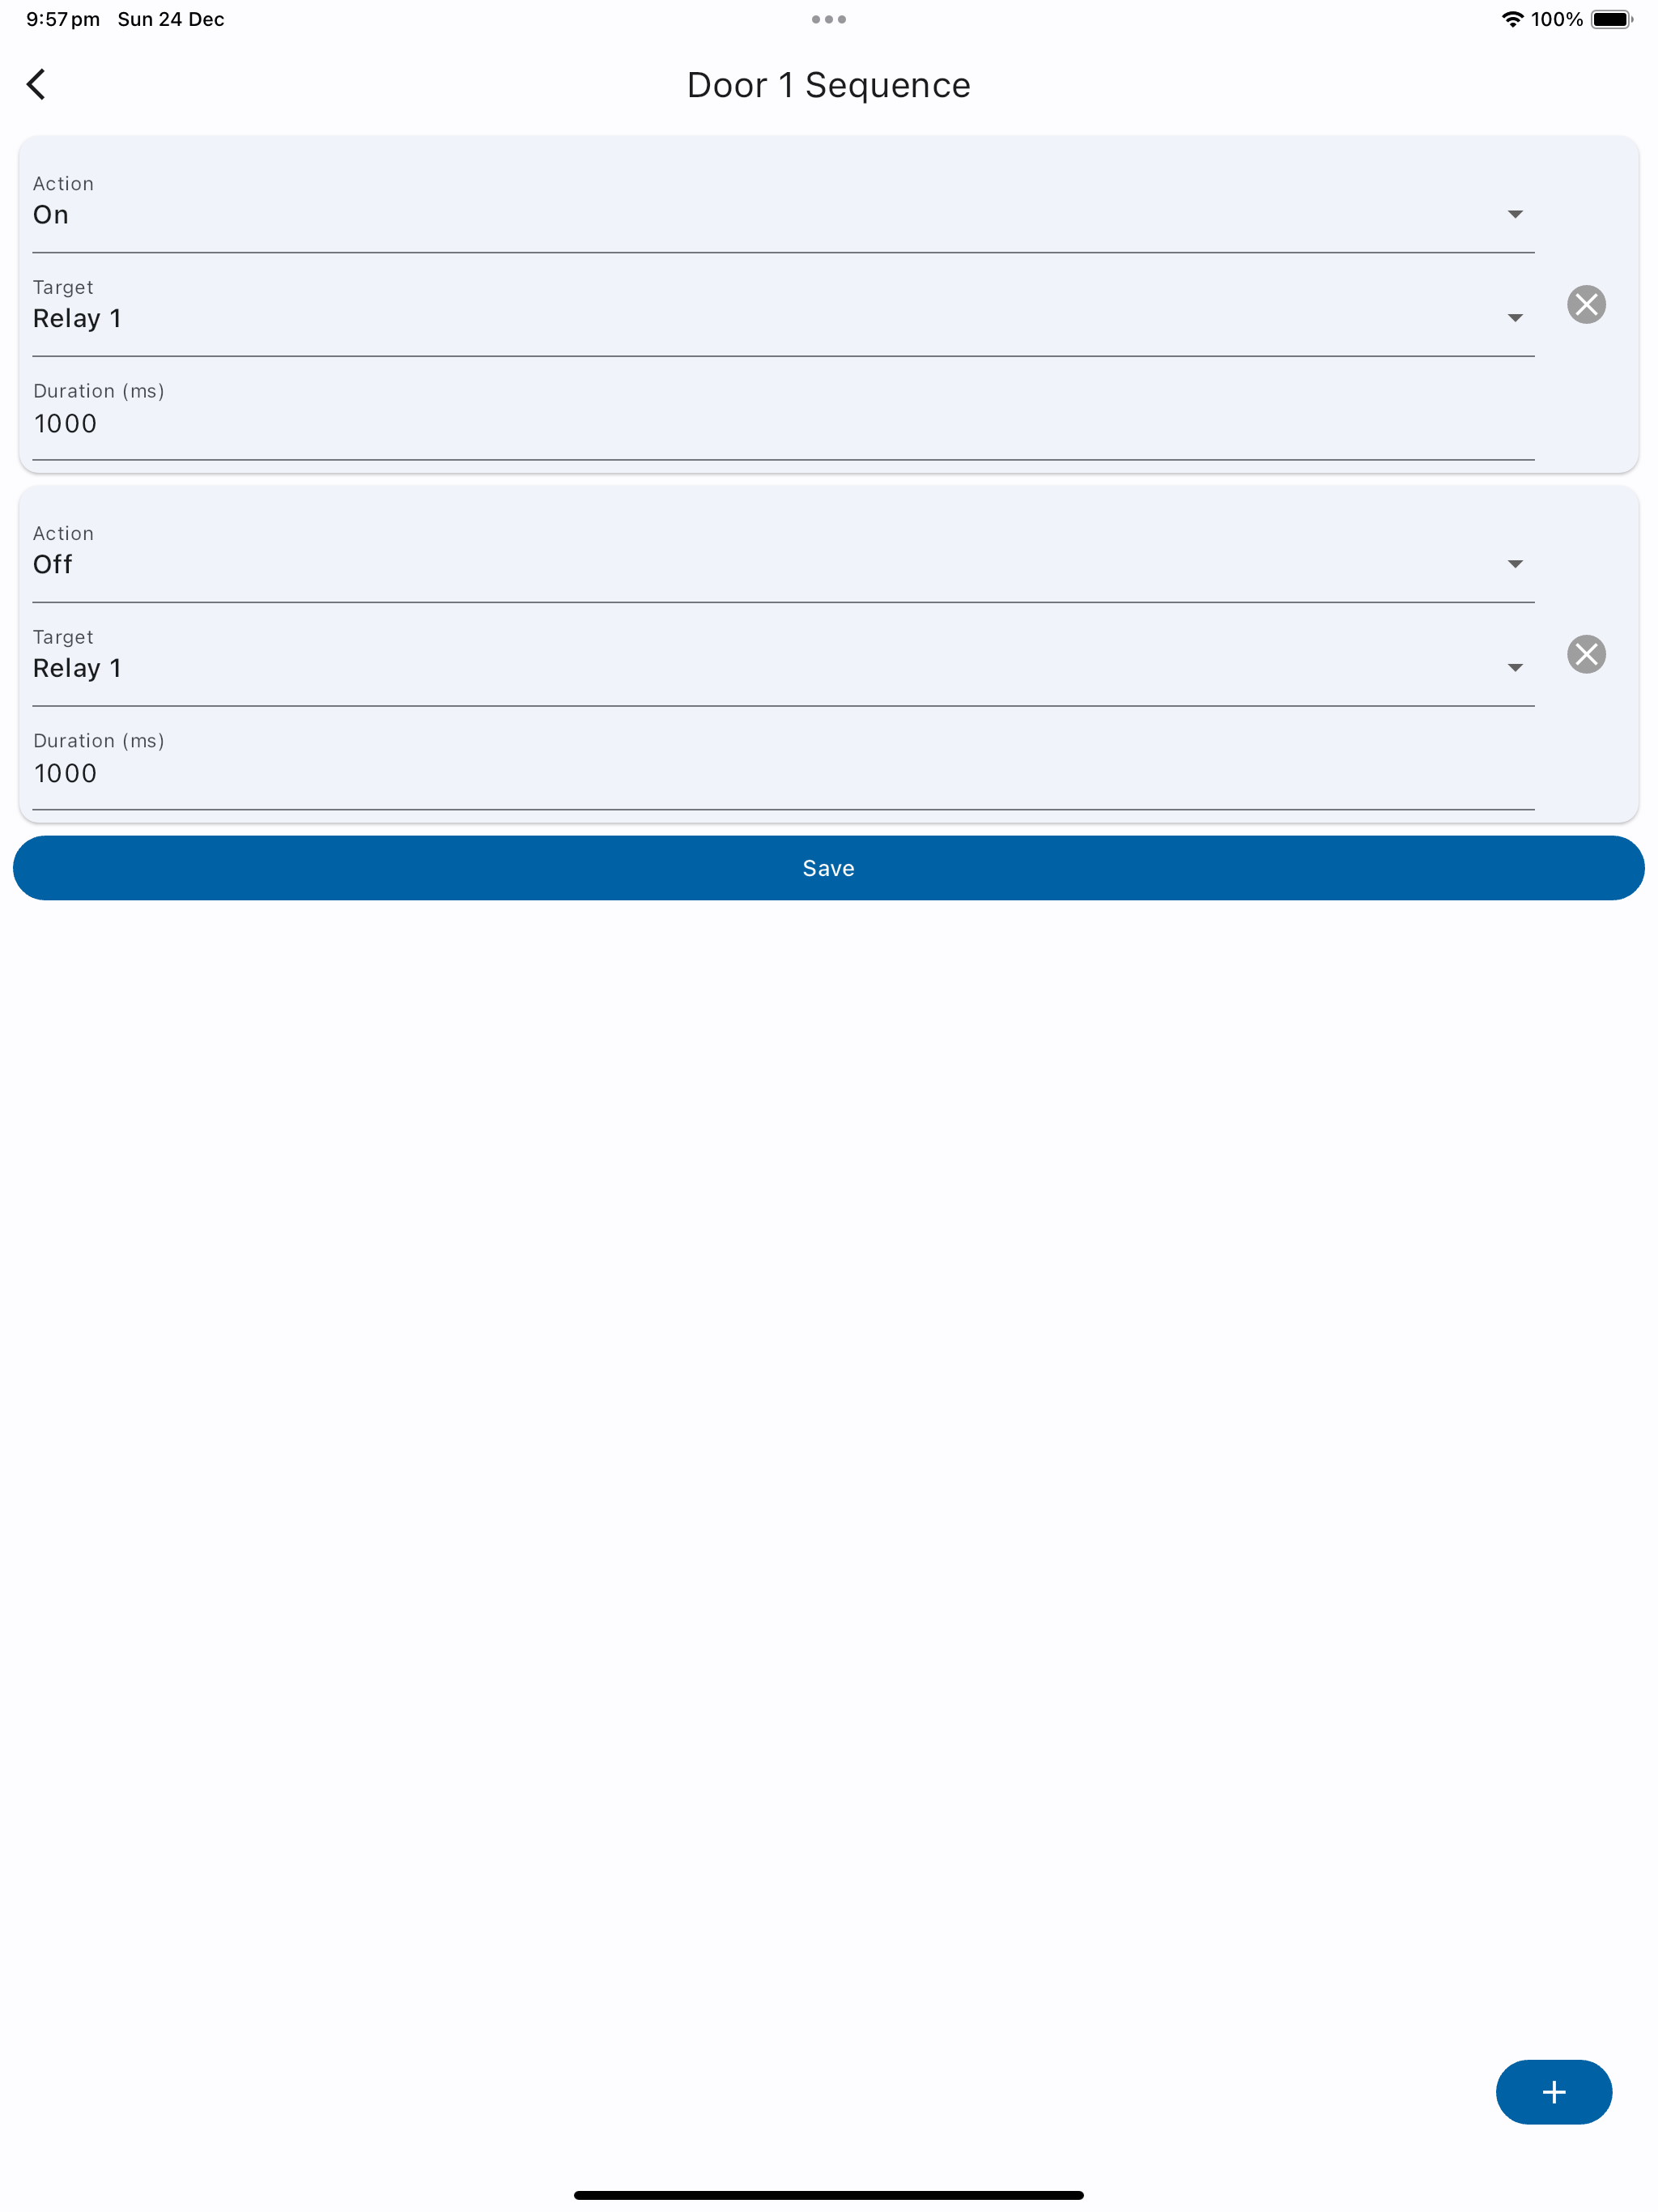 9:57 pm Sun 24 Dec 100%
Door 1 Sequence
Action
On
Target
Relay 1
Duration (ms)
1000
Action
Off
Target
Relay 1
Duration (ms)
1000
Save